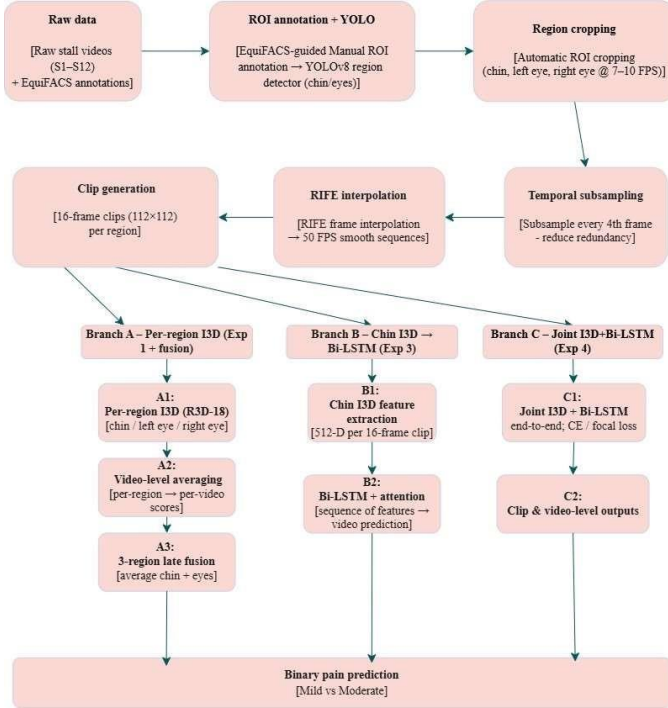 Raw data
[Raw stall videos
(S1–S12)
+ EquiFACS annotations]
ROI annotation + YOLO
[EquiFACS-guided Manual ROI
annotation → YOLOv8 region
detector (chin/eyes)]
Region cropping
[Automatic ROI cropping
(chin, left eye, right eye @ 7–10 FPS)]
Clip generation
[16-frame clips (112×112)
per region]
RIFE interpolation
[RIFE frame interpolation
→ 50 FPS smooth sequences]
Temporal subsampling
[Subsample every 4th frame
- reduce redundancy]
Branch A – Per-region I3D (Exp
1 + fusion)
Branch B – Chin I3D →
Bi-LSTM (Exp 3)
Branch C – Joint I3D+Bi-LSTM
(Exp 4)
A1:
Per-region I3D (R3D-18)
[chin / left eye / right eye]
B1:
Chin I3D feature
extraction
[512-D per 16-frame clip]
C1:
Joint I3D + Bi-LSTM
end-to-end; CE / focal loss
A2:
Video-level averaging
[per-region → per-video
scores]
B2:
Bi-LSTM + attention
[sequence of features →
video prediction]
C2:
Clip & video-level outputs
A3:
3-region late fusion
[average chin + eyes]
Binary pain prediction
[Mild vs Moderate]